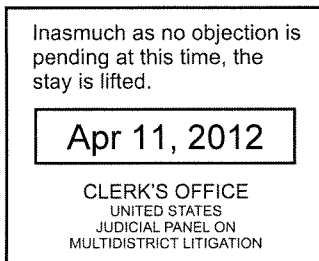 Inasmuch as no objection is
pending at this time, the
stay is lifted.
Apr 11, 2012
CLERK'S OFFICE
UNITED STATES
JUDICIAL PANEL ON
MULTIDISTRICT LITIGATION